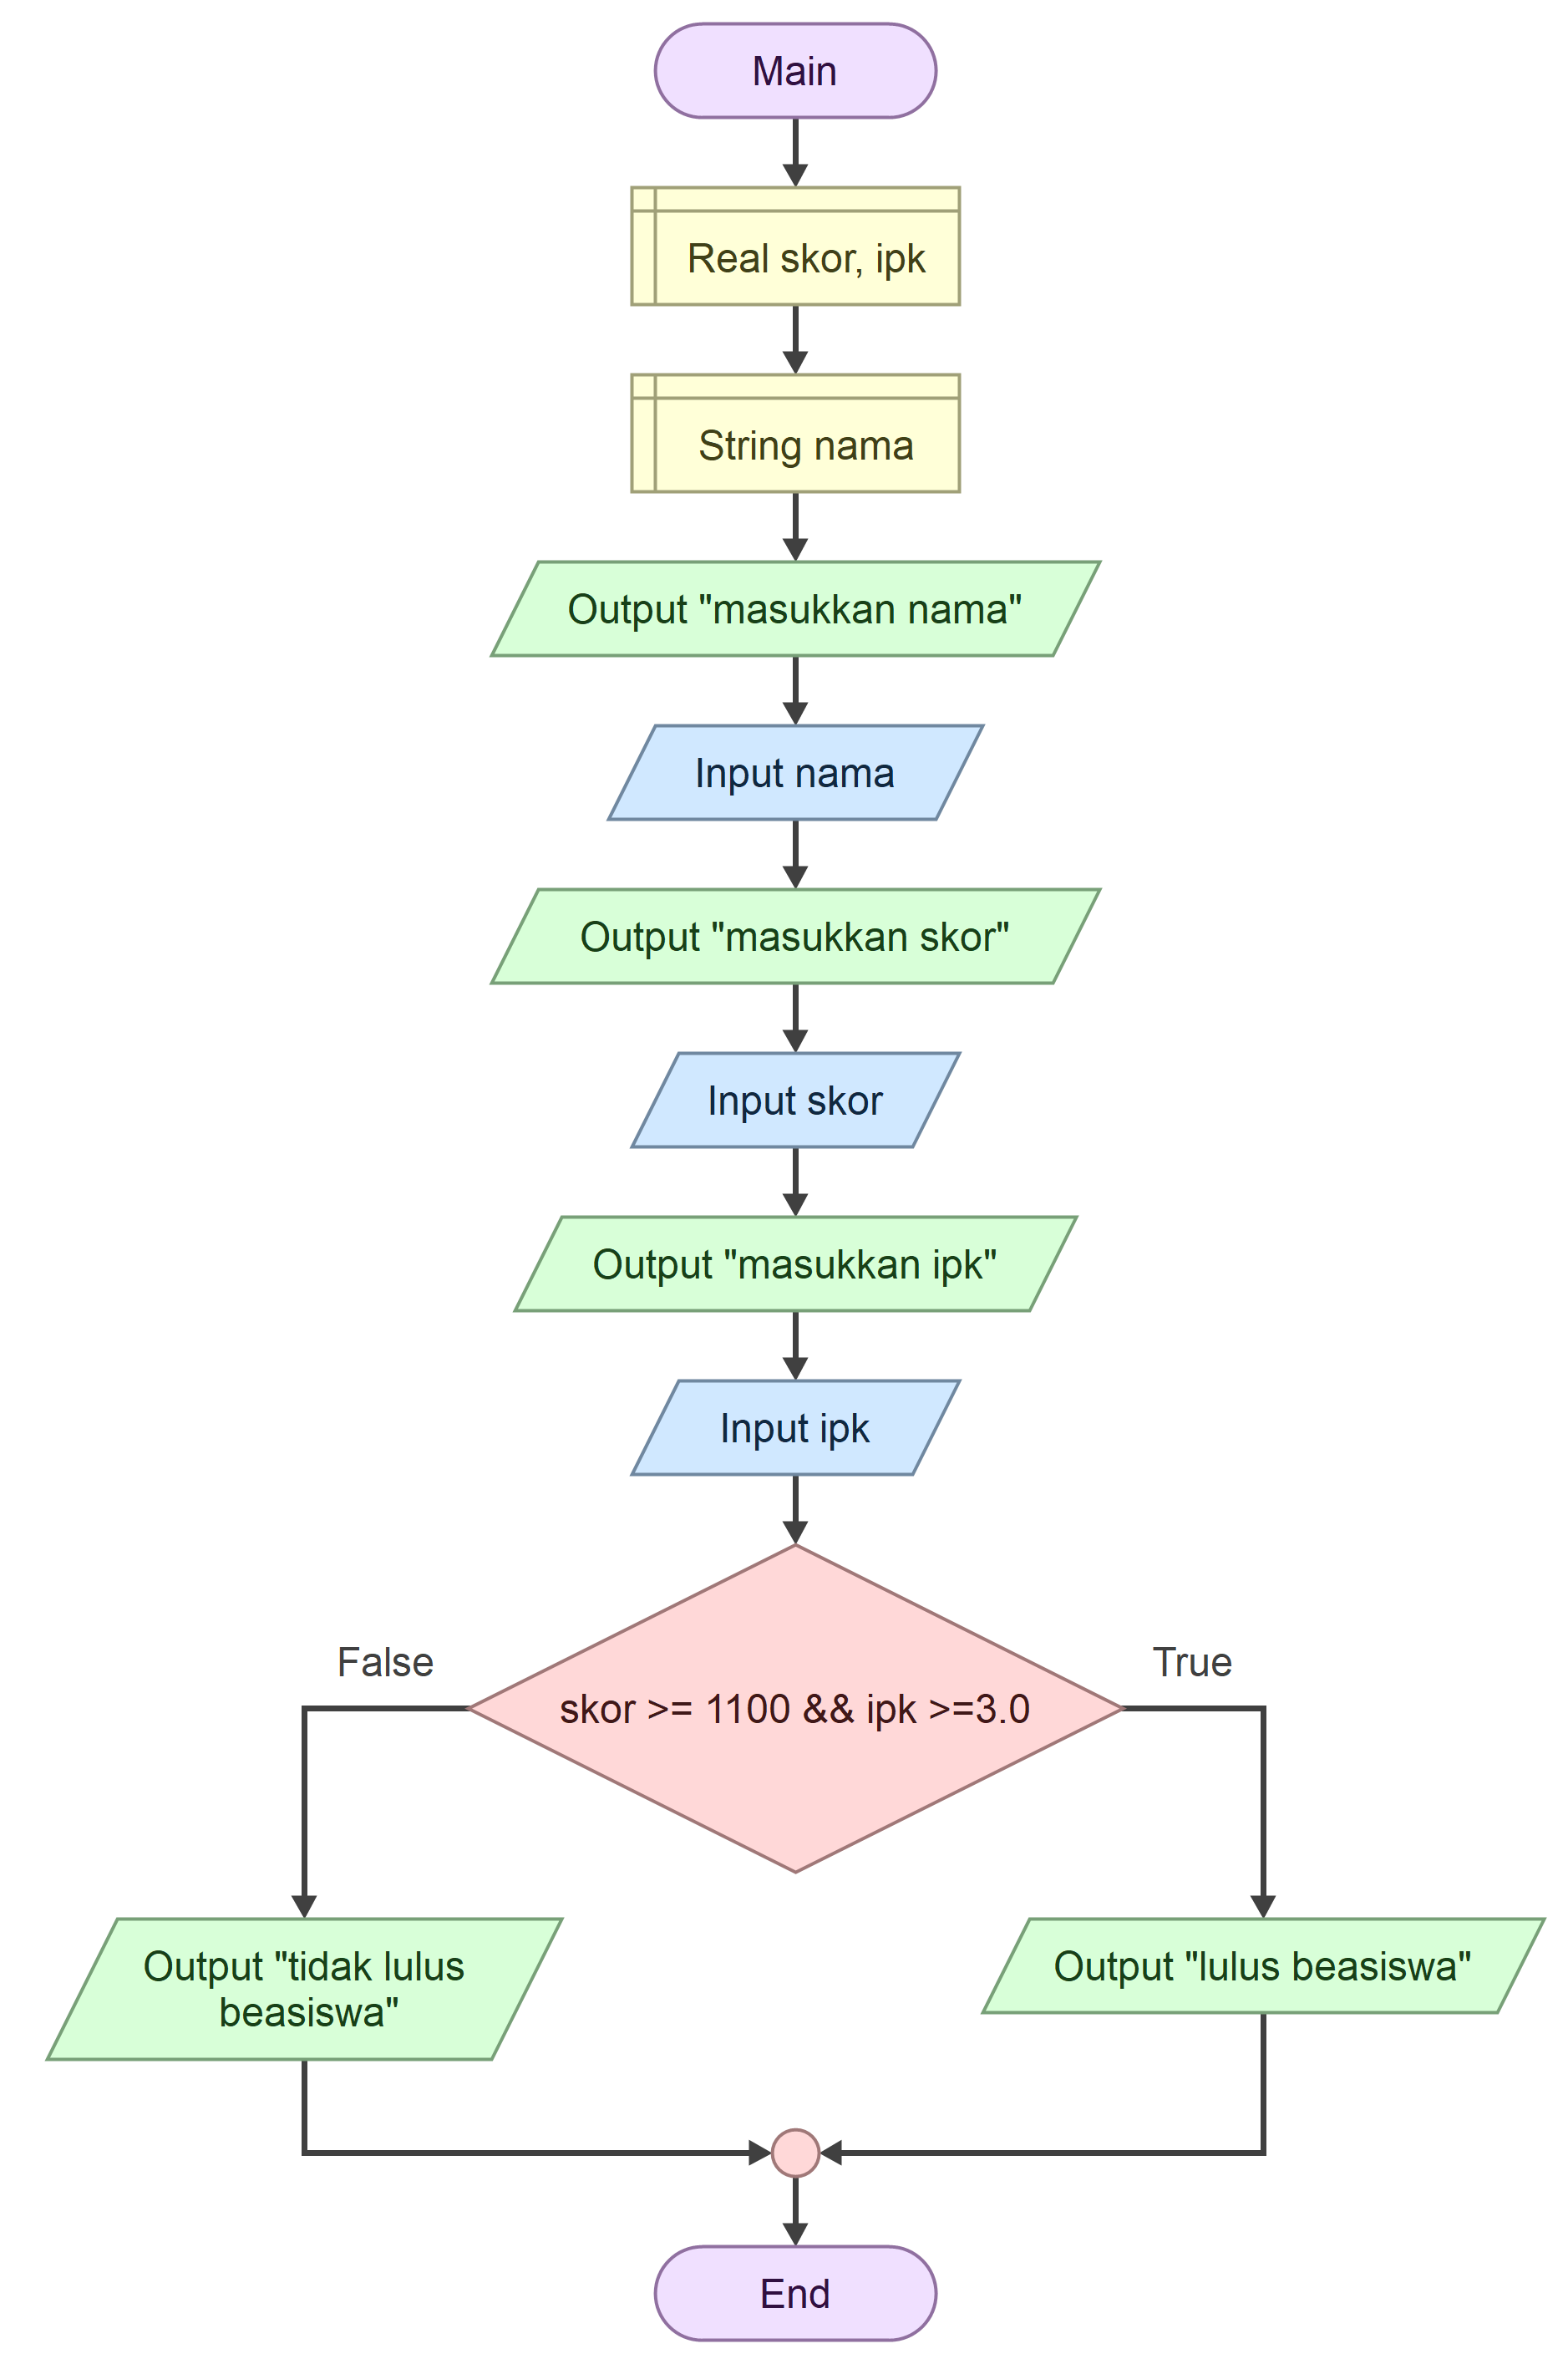 Main
Real skor, ipk
String nama
Output "masukkan nama"
Input nama
Output "masukkan skor"
Input skor
Output "masukkan ipk"
Input ipk
False
True
skor >= 1100 && ipk >=3.0
Output "tidak lulus
beasiswa"
Output "lulus beasiswa"
End